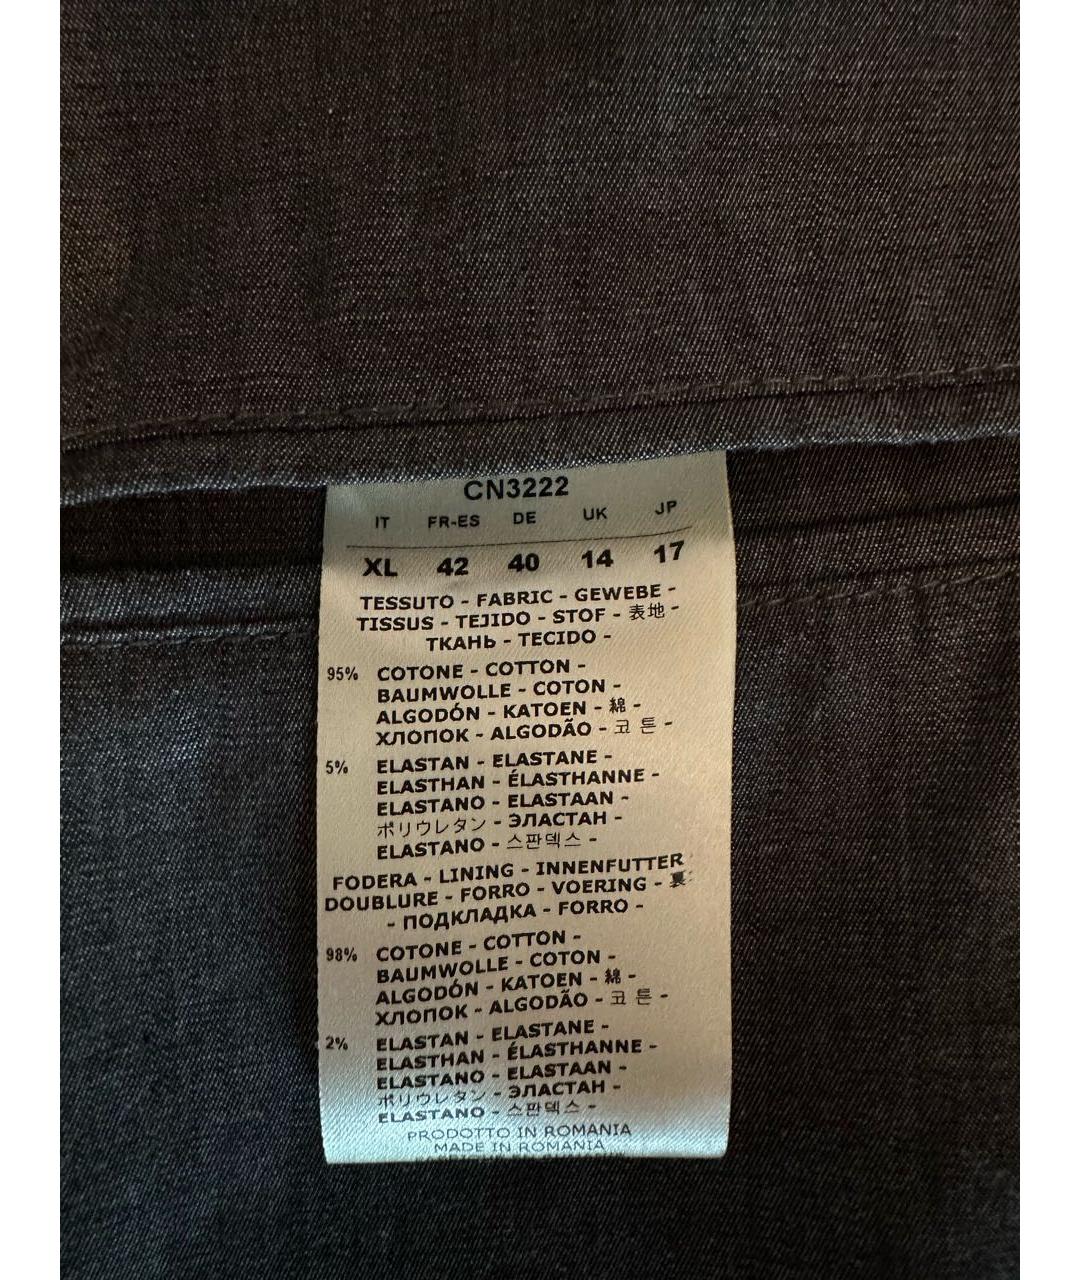 CN3222
IT FR-ES DE UK JP
XL 42 40 14 17
TESSUTO - FABRIC - GEWEBE -
TISSUS - TEJIDO - STOF - 表地 -
ТКАНЬ - TECIDO -
95% COTONE - COTTON -
BAUMWOLLE - COTON -
ALGODÓN - KATOEN - 綿 -
ХЛОПОК - ALGODÃO - 코 튼 -
5% ELASTAN - ELASTANE -
ELASTHAN - ÉLASTHANNE -
ELASTANO - ELASTAAN -
ポリウレタン - ЭЛАСТАН -
ELASTANO - 스판덱스 -
FODERA - LINING - INNENFUTTER
DOUBLURE - FORRO - VOERING - 裏
- ПОДКЛАДКА - FORRO -
98% COTONE - COTTON -
BAUMWOLLE - COTON -
ALGODÓN - KATOEN - 綿 -
ХЛОПОК - ALGODÃO - 코 튼 -
2% ELASTAN - ELASTANE -
ELASTHAN - ÉLASTHANNE -
ELASTANO - ELASTAAN -
ポリウレタン - ЭЛАСТАН -
ELASTANO - 스판덱스 -
PRODOTTO IN ROMANIA
MADE IN ROMANIA